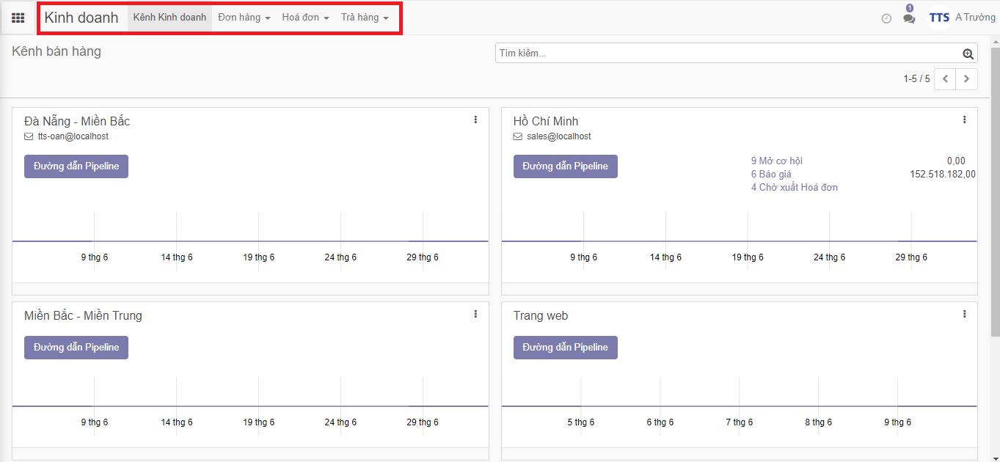 Kinh doanh Kênh Kinh doanh Đơn hàng Hoá đơn Trả hàng 1 TTS A Trường
Kênh bán hàng
Tìm kiếm...
1-5 / 5
Đà Nẵng - Miền Bắc
tts-oan@localhost
Đường dẫn Pipeline
9 thg 6 14 thg 6 19 thg 6 24 thg 6 29 thg 6
Hồ Chí Minh
sales@localhost
Đường dẫn Pipeline
9 Mở cơ hội 0,00
6 Báo giá 152.518.182,00
4 Chờ xuất Hoá đơn
9 thg 6 14 thg 6 19 thg 6 24 thg 6 29 thg 6
Miền Bắc - Miền Trung
Đường dẫn Pipeline
9 thg 6 14 thg 6 19 thg 6 24 thg 6 29 thg 6
Trang web
Đường dẫn Pipeline
5 thg 6 6 thg 6 7 thg 6 8 thg 6 9 thg 6